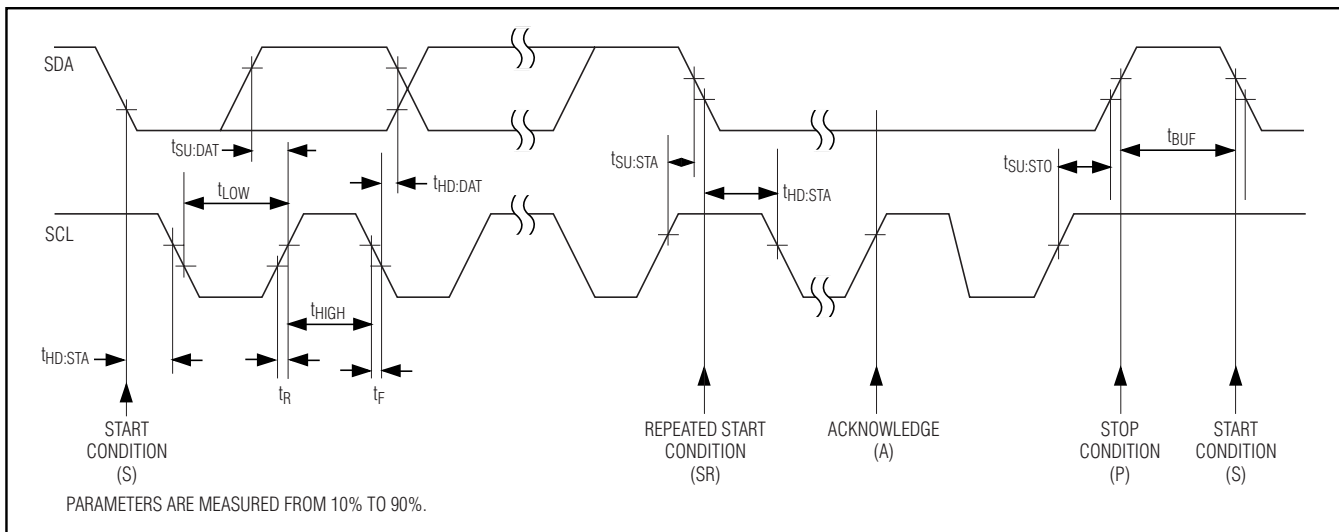 SDA
tSU:DAT
tLOW
tHD:DAT
tSU:STA
tHD:STA
tSU:STO
tBUF
SCL
tHIGH
tHD:STA
tR
tF
START
CONDITION
(S)
REPEATED START
CONDITION
(SR)
ACKNOWLEDGE
(A)
STOP
CONDITION
(P)
START
CONDITION
(S)
PARAMETERS ARE MEASURED FROM 10% TO 90%.